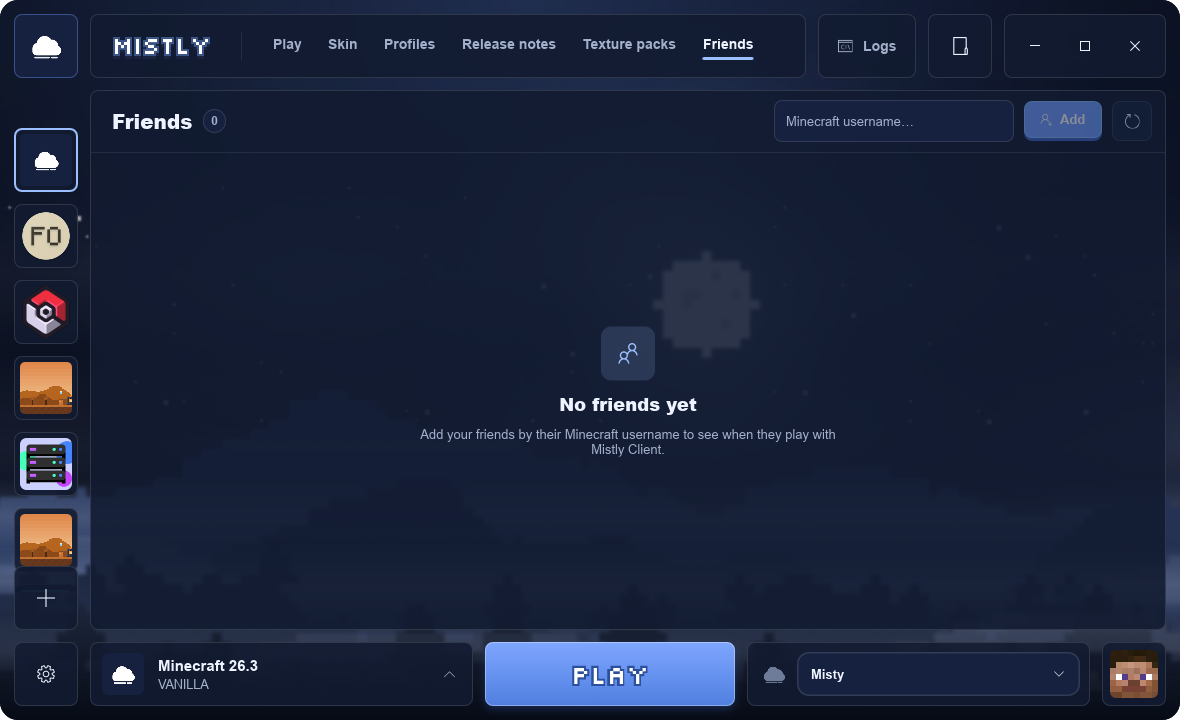 MISTLY
Play
Skin
Profiles
Release notes
Texture packs
Friends
Logs
Friends
0
Minecraft username...
Add
FO
No friends yet
Add your friends by their Minecraft username to see when they play with
Mistly Client.
Minecraft 26.3
VANILLA
PLAY
Misty